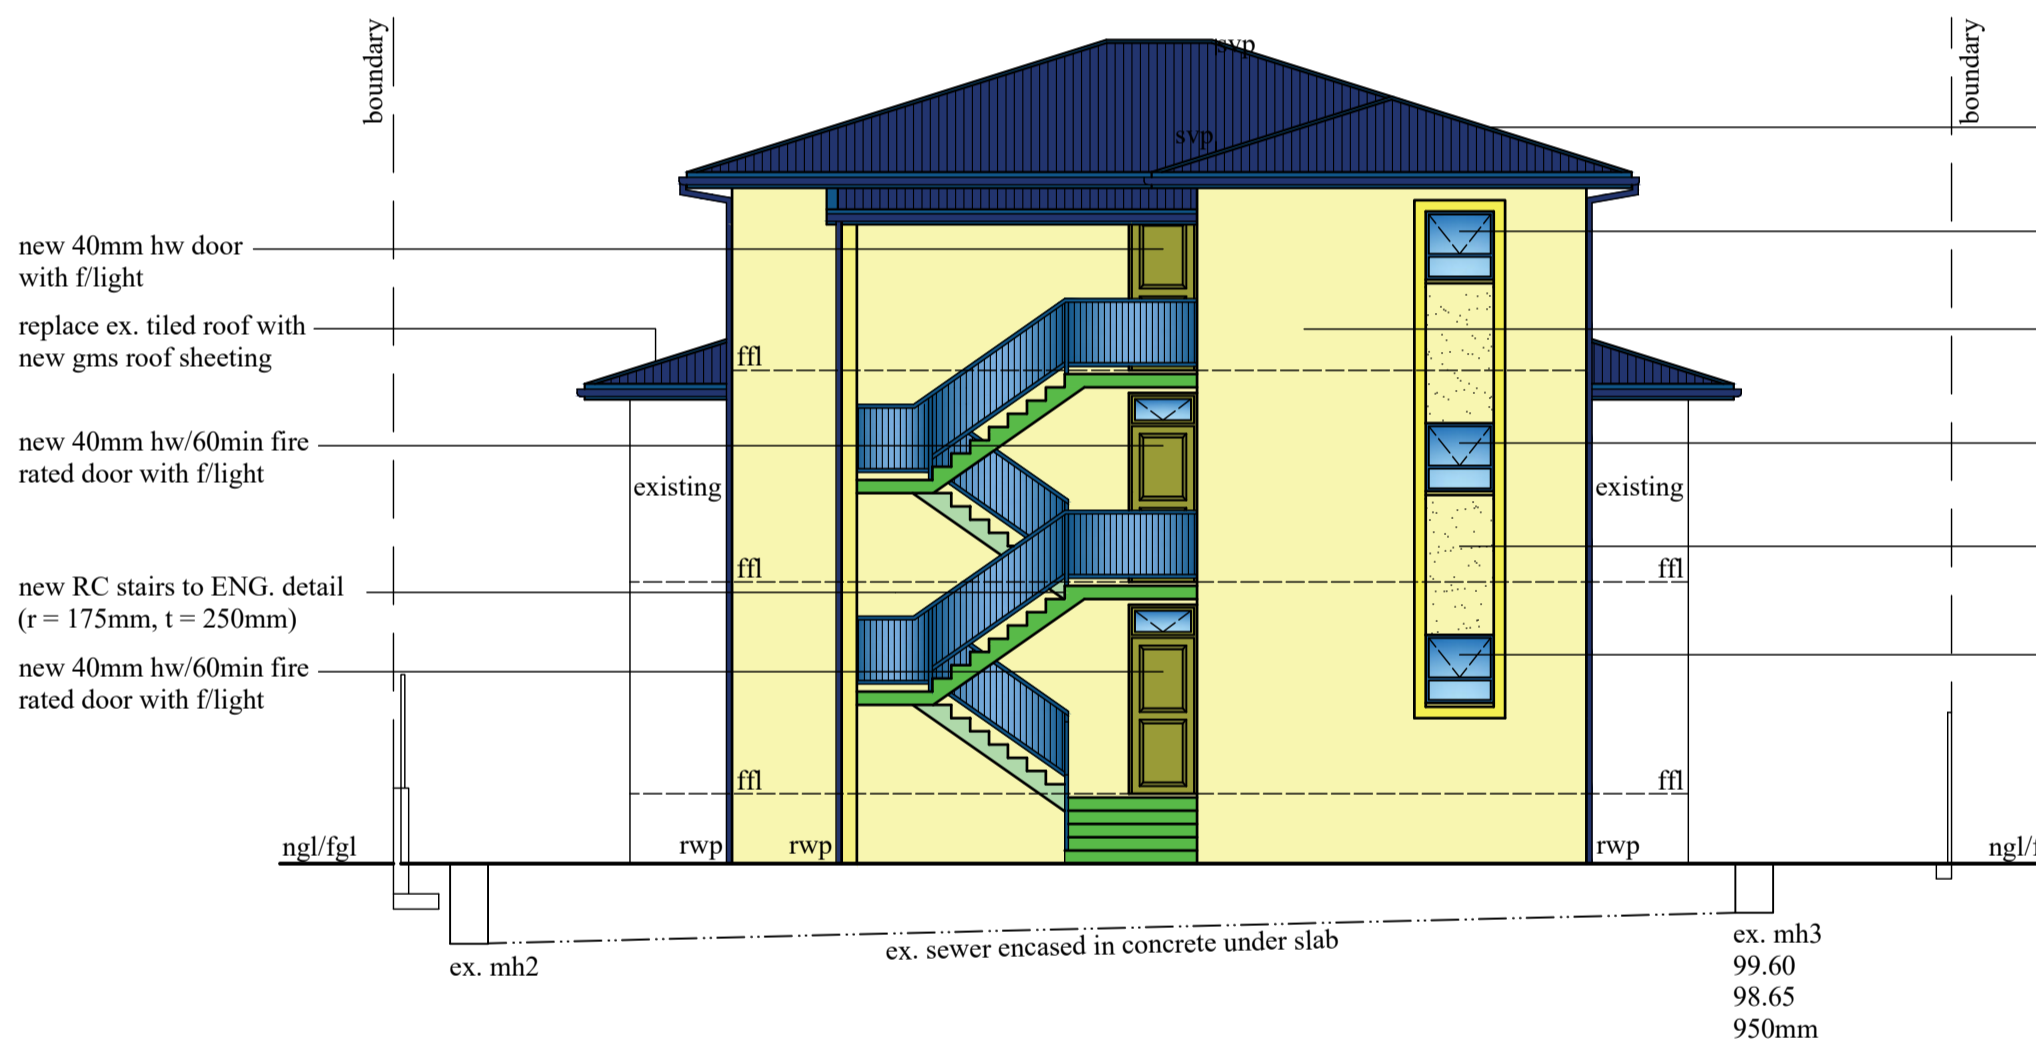 boundary
svp
boundary
svp
new 40mm hw door
with f/light
replace ex. tiled roof with
new gms roof sheeting
ffl
new 40mm hw/60min fire
rated door with f/light
existing
existing
ffl
ffl
new RC stairs to ENG. detail
(r = 175mm, t = 250mm)
new 40mm hw/60min fire
rated door with f/light
ffl
ffl
ngl/fgl
rwp
rwp
rwp
ngl/f
ex. sewer encased in concrete under slab
ex. mh2
ex. mh3
99.60
98.65
950mm